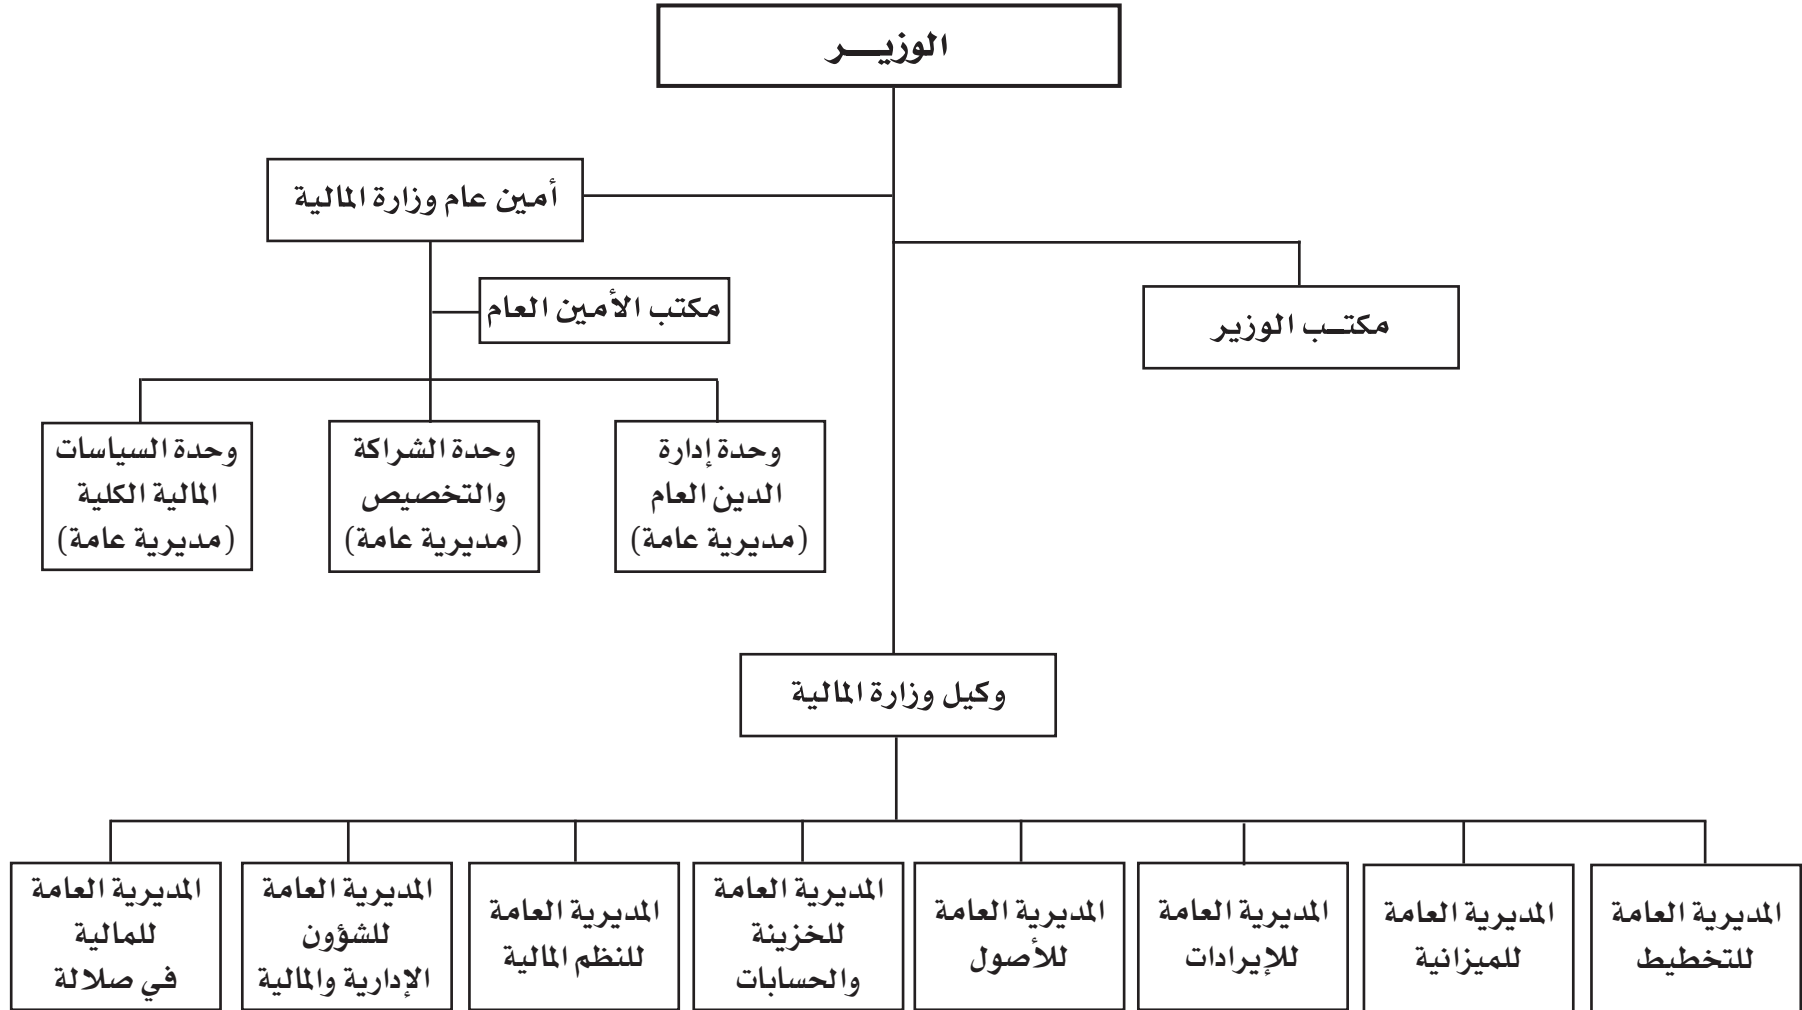 الوزيـــر
أمين عام وزارة المالية
مكتب الأمين العام
مكتــب الوزير
وحدة إدارة
الدين العام
(مديرية عامة)
وحدة الشراكة
والتخصيص
(مديرية عامة)
وحدة السياسات
المالية الكلية
(مديرية عامة)
وكيل وزارة المالية
المديرية العامة
للتخطيط
المديرية العامة
للميزانية
المديرية العامة
للإيرادات
المديرية العامة
للأصول
المديرية العامة
للخزينة
والحسابات
المديرية العامة
للنظم المالية
المديرية العامة
للشؤون
الإدارية والمالية
المديرية العامة
للمالية
في صلالة